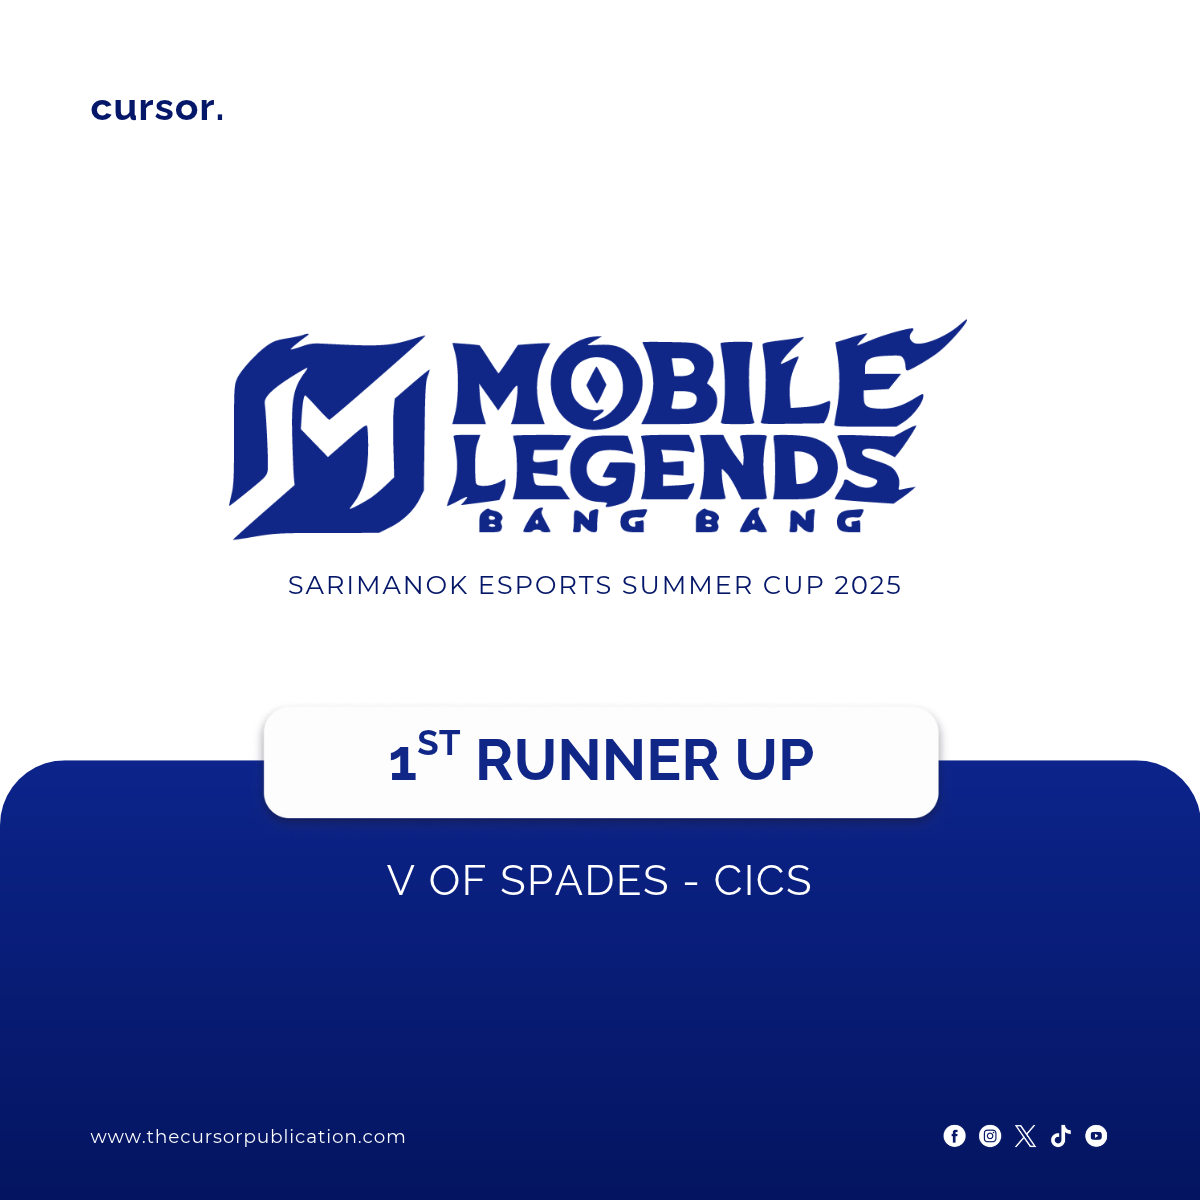 cursor.
MOBILE
LEGENDS
BANG BANG
SARIMANOK ESPORTS SUMMER CUP 2025
1ST RUNNER UP
V OF SPADES - CICS
www.thecursorpublication.com